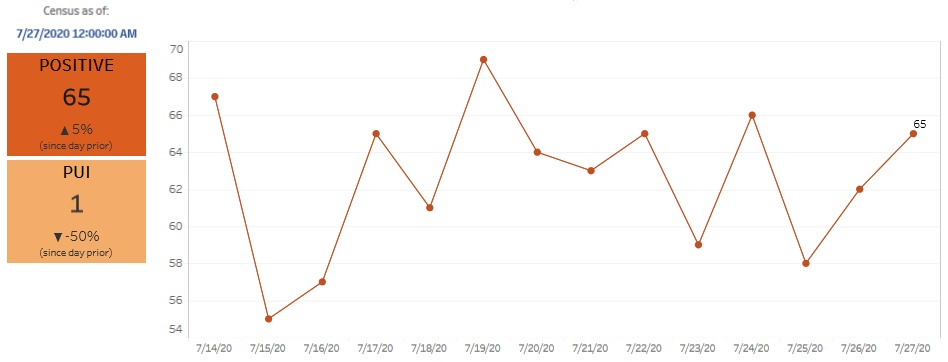 Census as of:
7/27/2020 12:00:00 AM
POSITIVE
65
▲5%
(since day prior)
PUI
1
▼-50%
(since day prior)
70
68
66
64
62
60
58
56
54
65
7/14/20 7/15/20 7/16/20 7/17/20 7/18/20 7/19/20 7/20/20 7/21/20 7/22/20 7/23/20 7/24/20 7/25/20 7/26/20 7/27/20